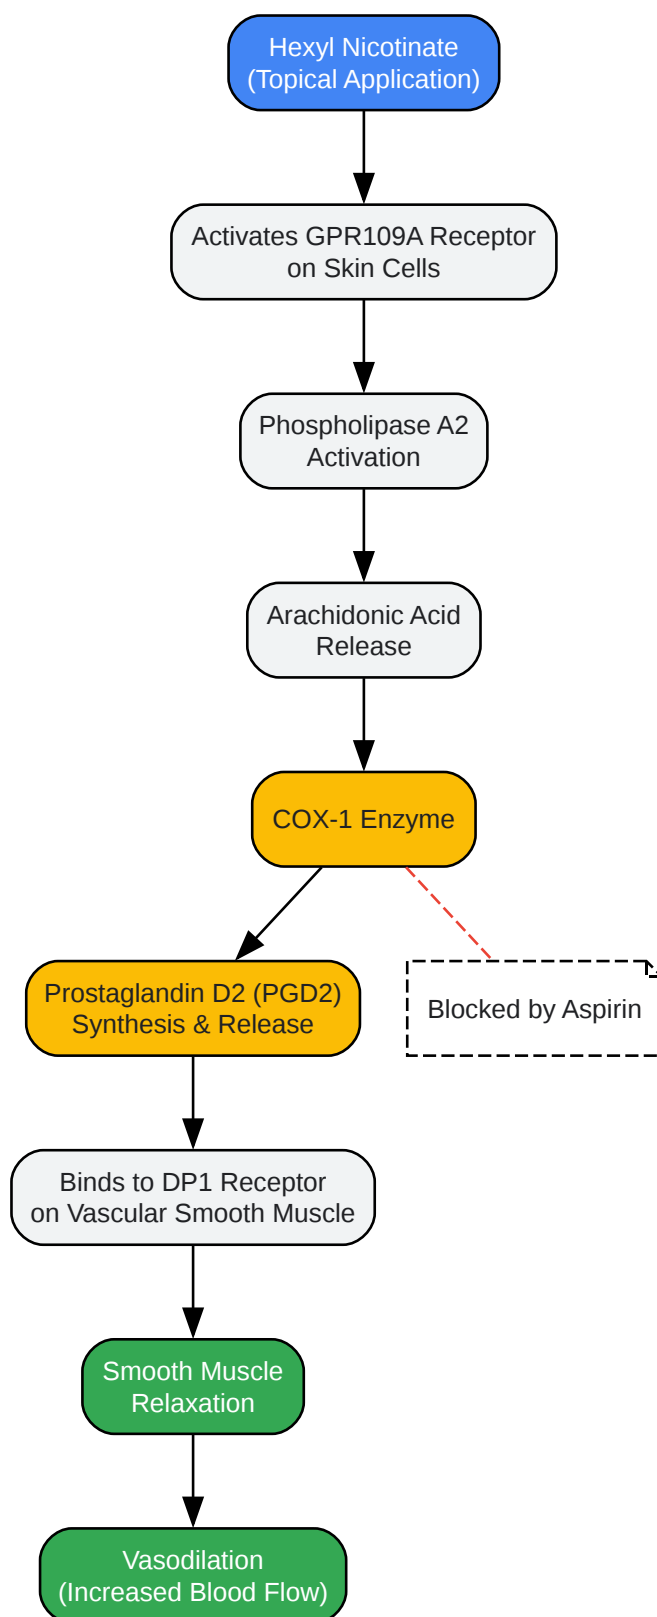 Hexyl Nicotinate
(Topical Application)
Activates GPR109A Receptor
on Skin Cells
Phospholipase A2
Activation
Arachidonic Acid
Release
COX-1 Enzyme
Prostaglandin D2 (PGD2)
Synthesis & Release
Blocked by Aspirin
Binds to DP1 Receptor
on Vascular Smooth Muscle
Smooth Muscle
Relaxation
Vasodilation
(Increased Blood Flow)